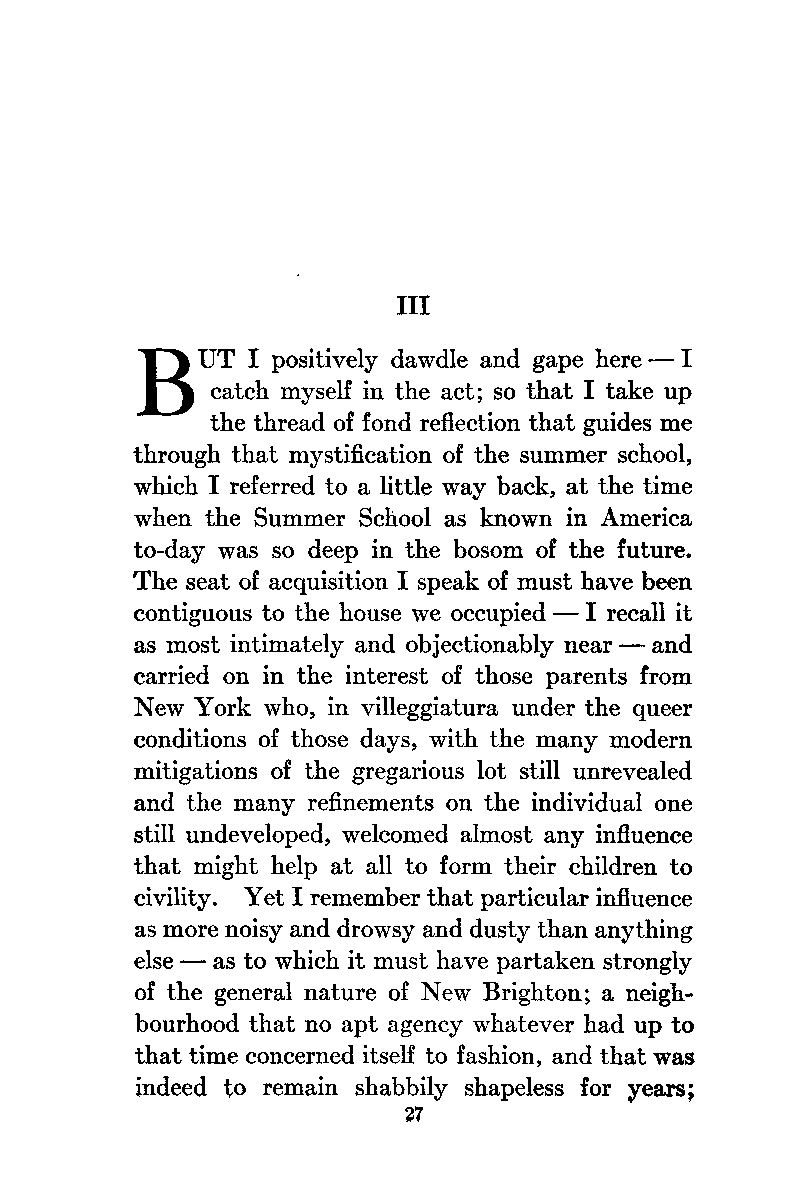 III
BUT I positively dawdle and gape here — I
catch myself in the act; so that I take up
the thread of fond reflection that guides me
through that mystification of the summer school,
which I referred to a little way back, at the time
when the Summer School as known in America
to-day was so deep in the bosom of the future.
The seat of acquisition I speak of must have been
contiguous to the house we occupied — I recall it
as most intimately and objectionably near — and
carried on in the interest of those parents from
New York who, in villeggiatura under the queer
conditions of those days, with the many modern
mitigations of the gregarious lot still unrevealed
and the many refinements on the individual one
still undeveloped, welcomed almost any influence
that might help at all to form their children to
civility. Yet I remember that particular influence
as more noisy and drowsy and dusty than anything
else — as to which it must have partaken strongly
of the general nature of New Brighton; a neigh-
bourhood that no apt agency whatever had up to
that time concerned itself to fashion, and that was
indeed to remain shabbily shapeless for years;
27